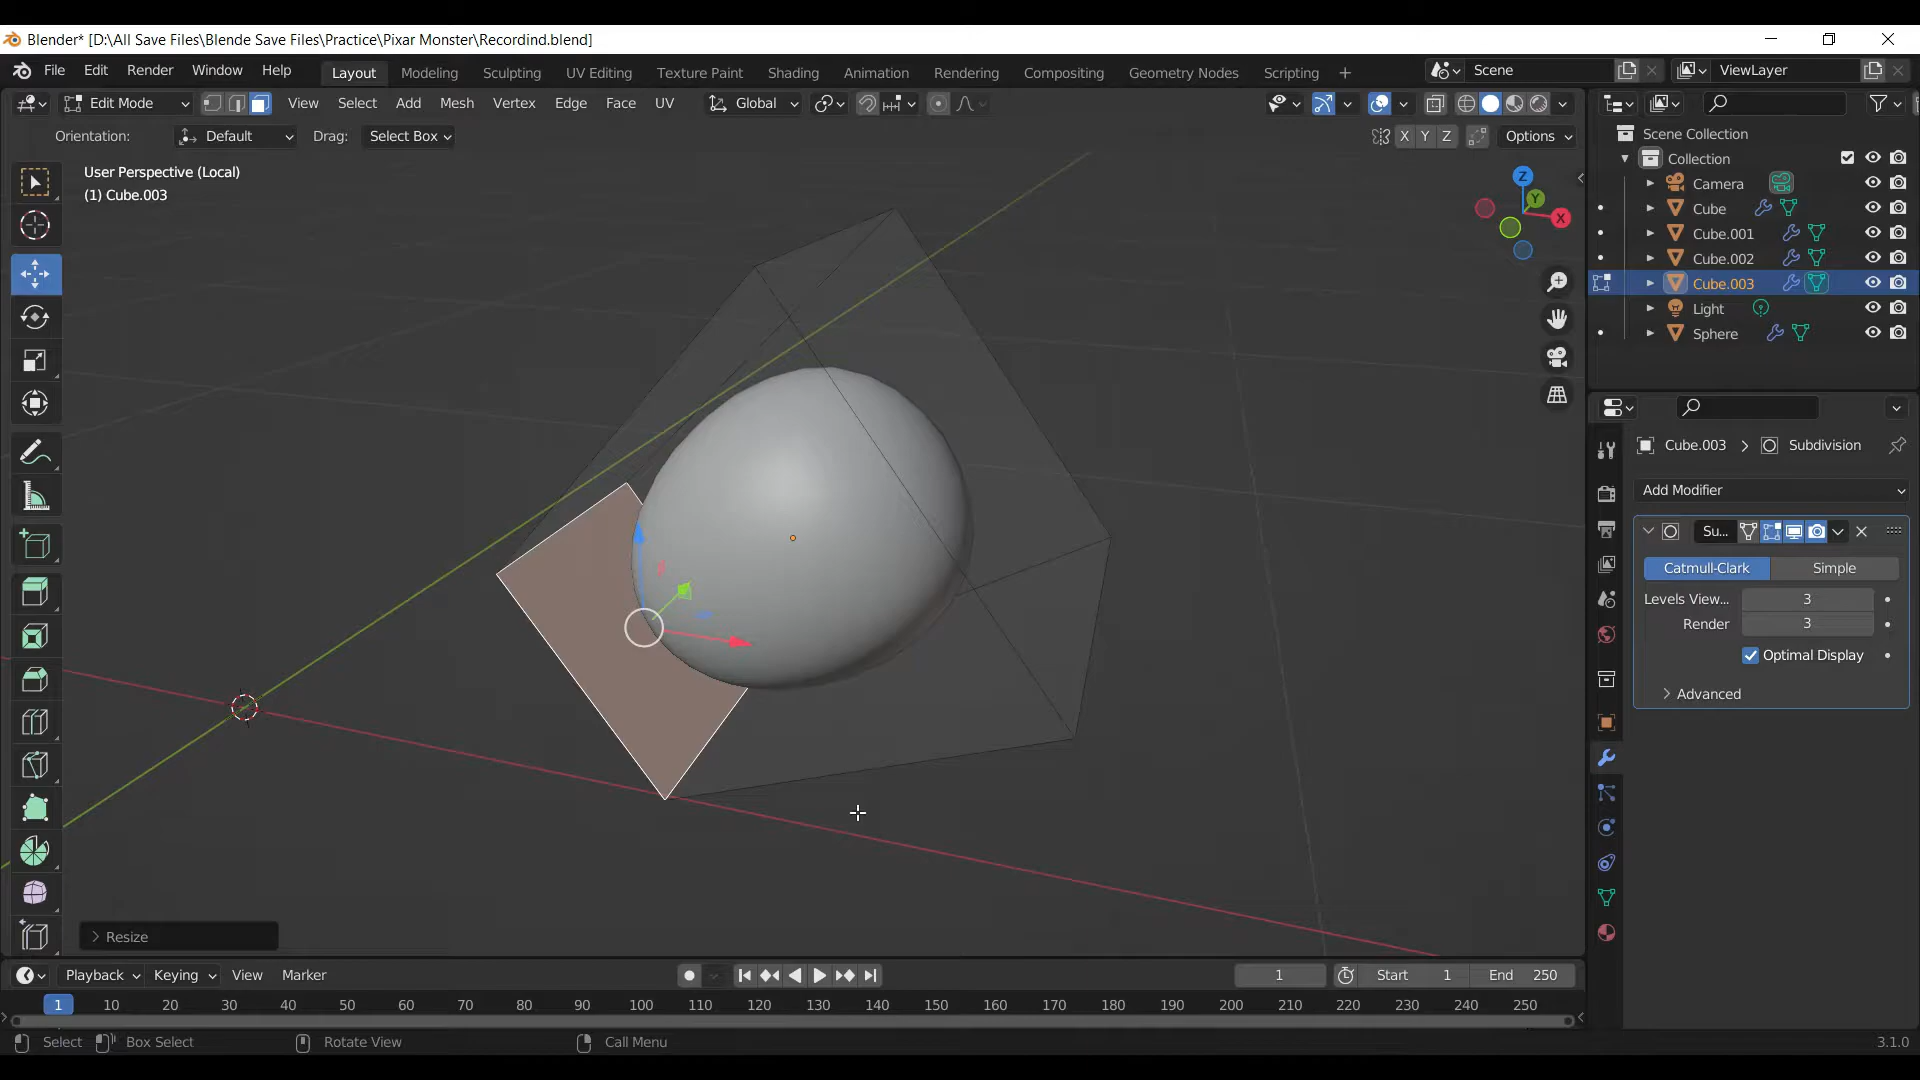 Blender* [D:\All Save Files\Blende Save Files\Practice\Pixar Monster\Recordind.blend]
File Edit Render Window Help Layout Modeling Sculpting UV Editing Texture Paint Shading Animation Rendering Compositing Geometry Nodes Scripting + Scene ViewLayer
Edit Mode View Select Add Mesh Vertex Edge Face UV Global
Orientation: Default Drag: Select Box X Y Z Options
Scene Collection
Collection
Camera
Cube
Cube.001
Cube.002
Cube.003
Light
Sphere
User Perspective (Local)
(1) Cube.003
Z
Y
X
Cube.003 > Subdivision
Add Modifier
Su...
Catmull-Clark Simple
Levels View... 3
Render 3
Optimal Display
Advanced
Resize
Playback Keying View Marker 1 Start 1 End 250
1 10 20 30 40 50 60 70 80 90 100 110 120 130 140 150 160 170 180 190 200 210 220 230 240 250
Select Box Select Rotate View Call Menu 3.1.0